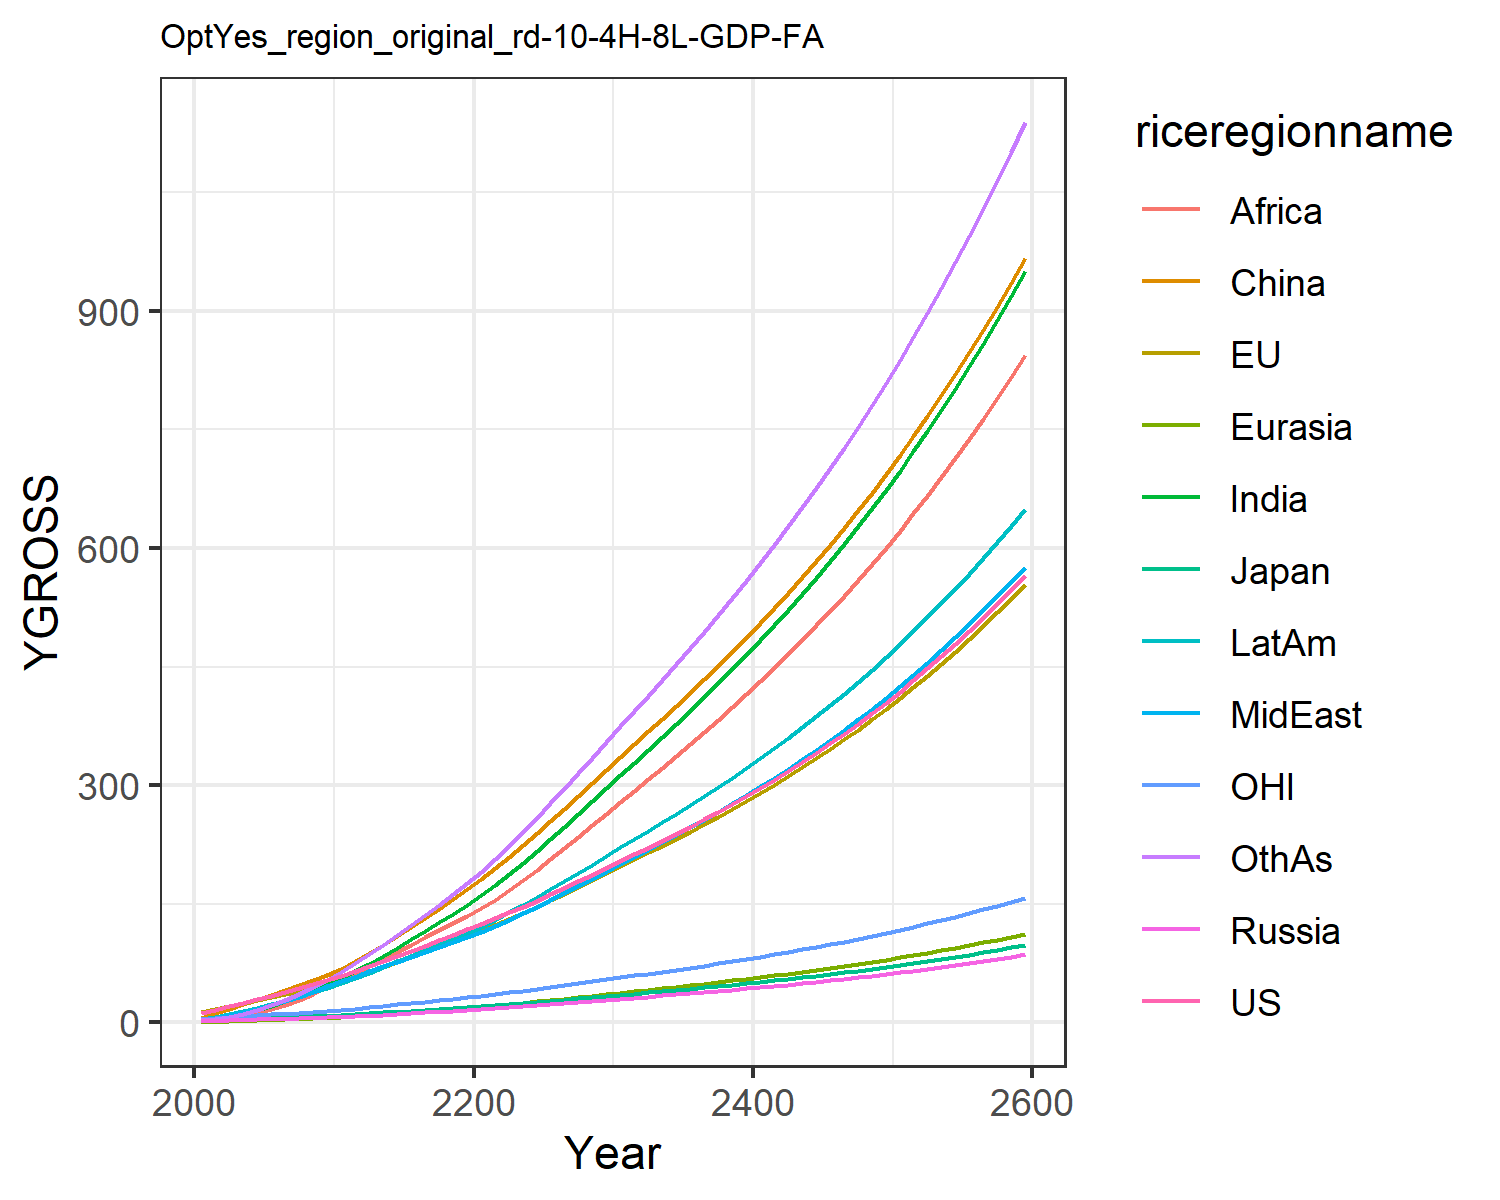 OptYes_region_original_rd-10-4H-8L-GDP-FA
YGROSS
900
600
300
0
2000
2200
2400
2600
Year
riceregionname
Africa
China
EU
Eurasia
India
Japan
LatAm
MidEast
OHI
OthAs
Russia
US